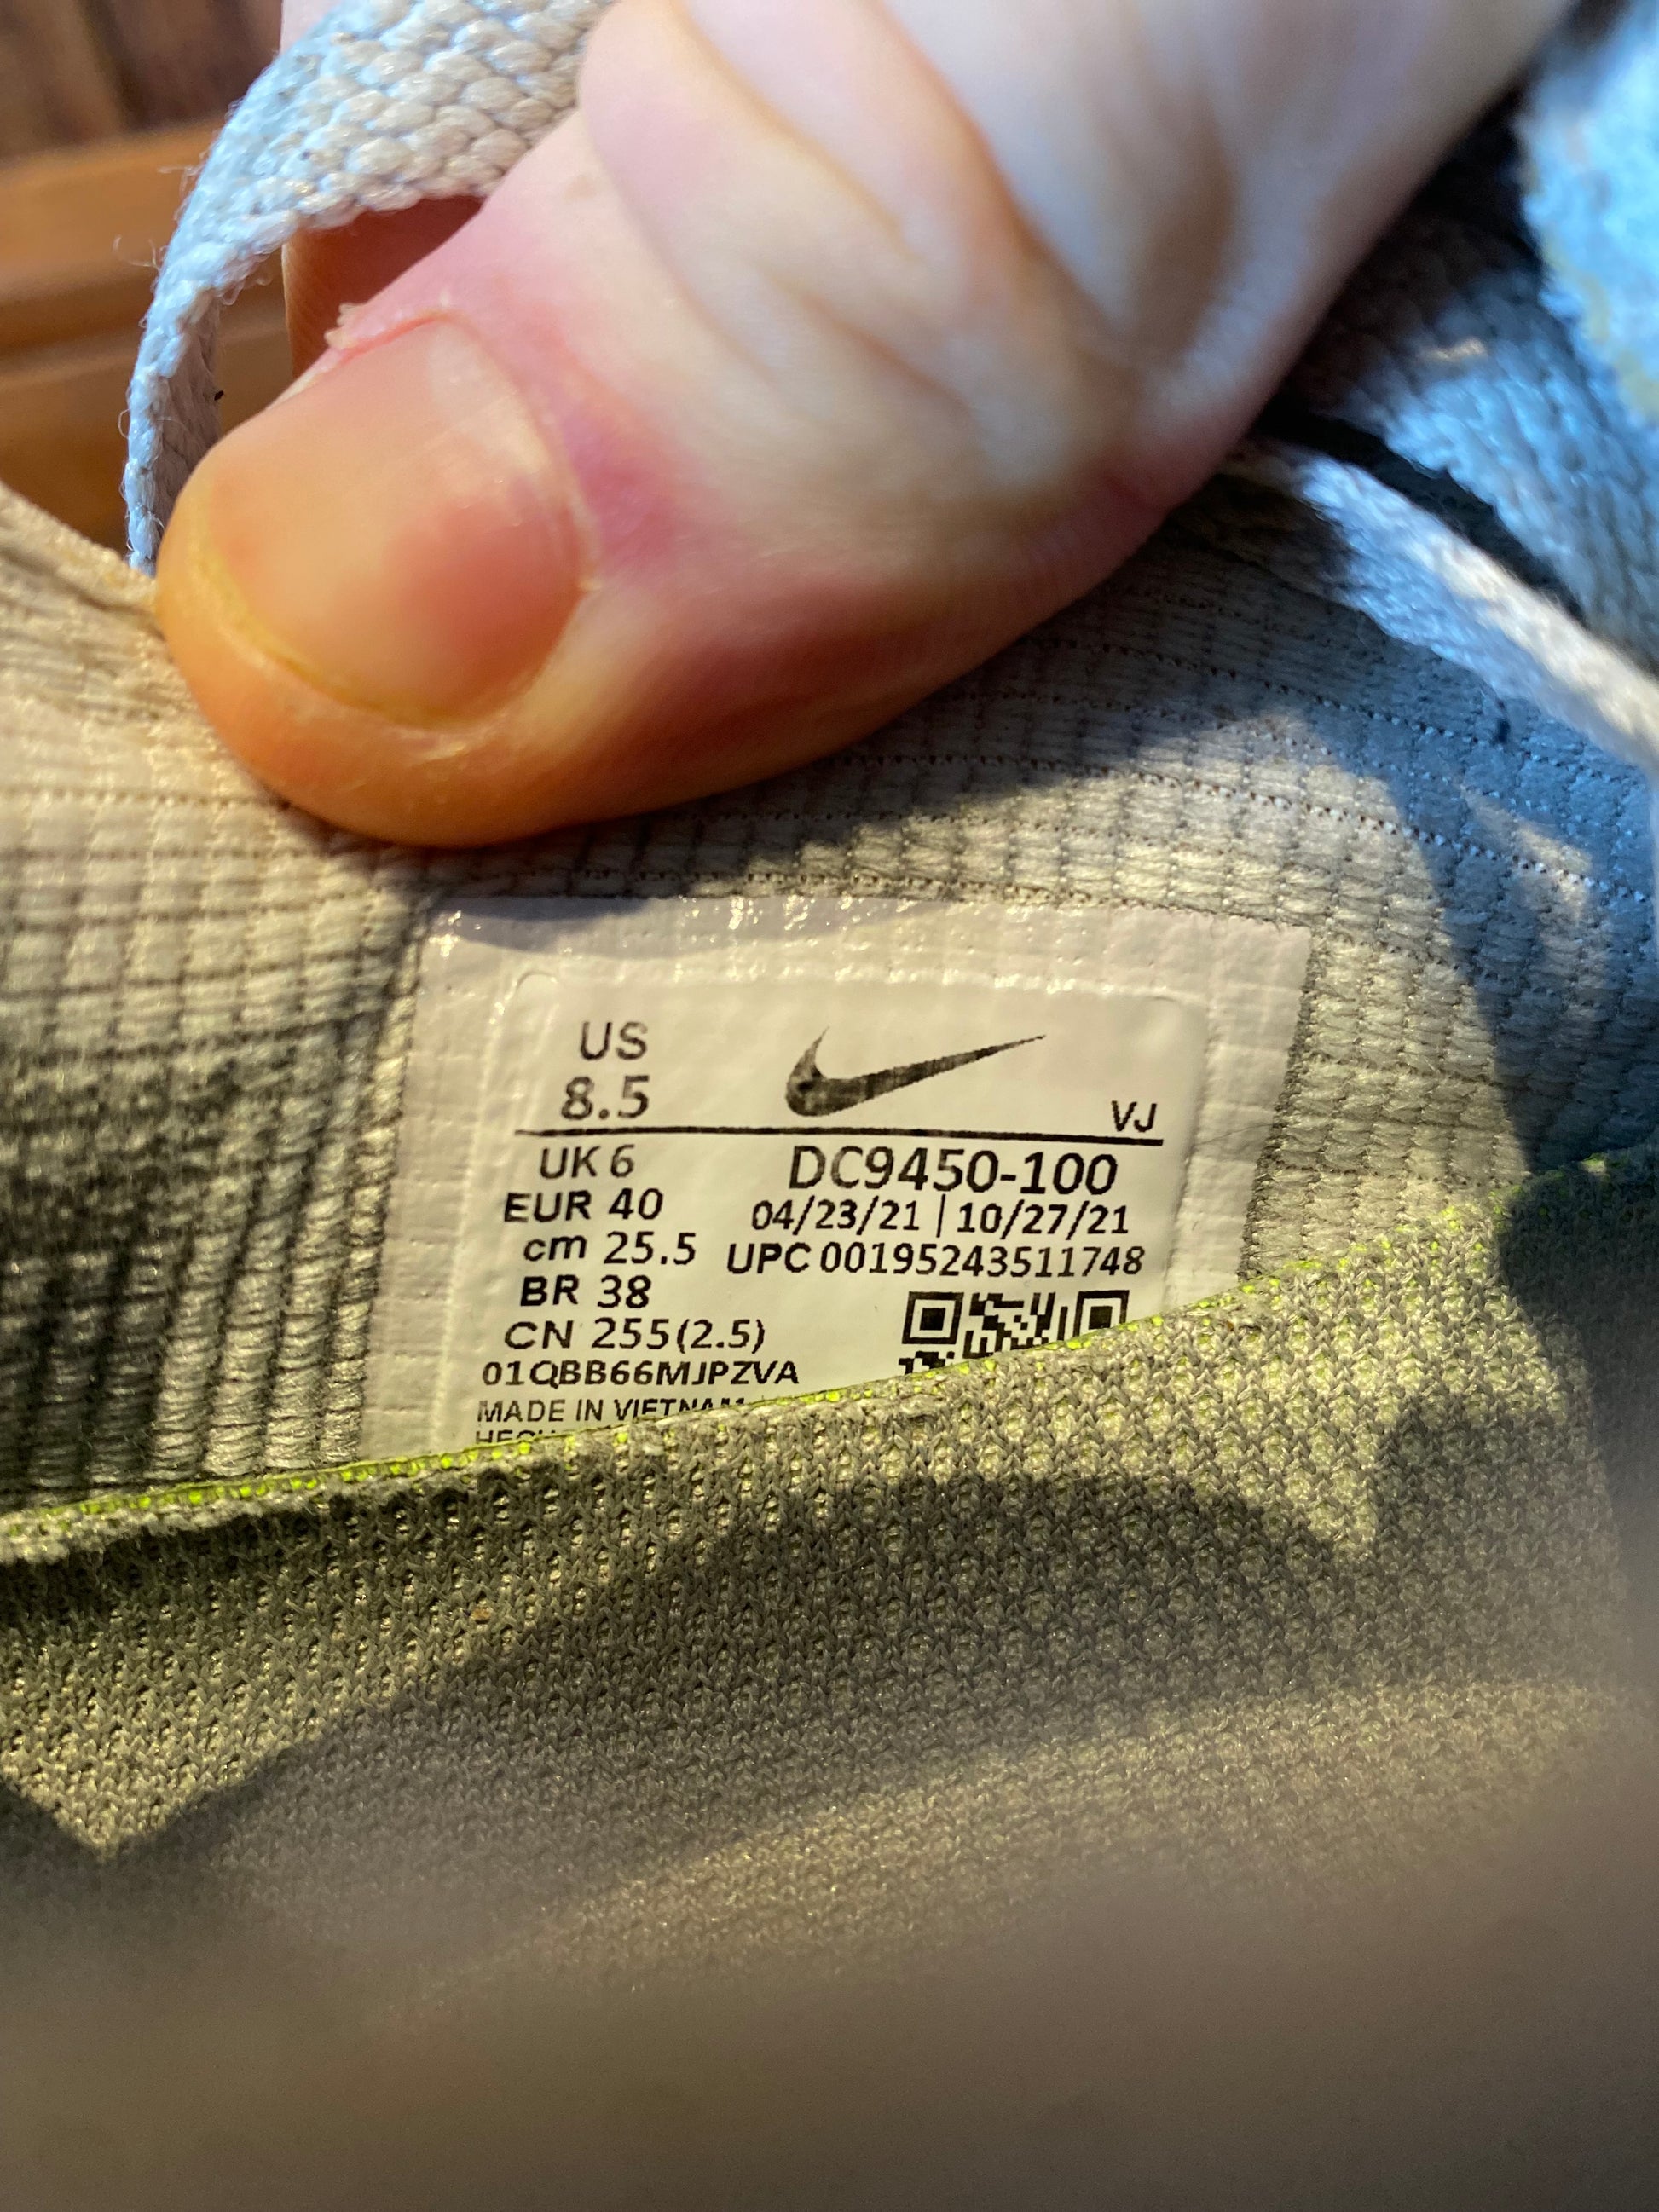 US
8.5
VJ
UK 6
DC9450-100
EUR 40
04/23/21 | 10/27/21
cm 25.5
UPC 00195243511748
BR 38
CN 255(2.5)
01QBB66MJPZVA
MADE IN VIETNAM